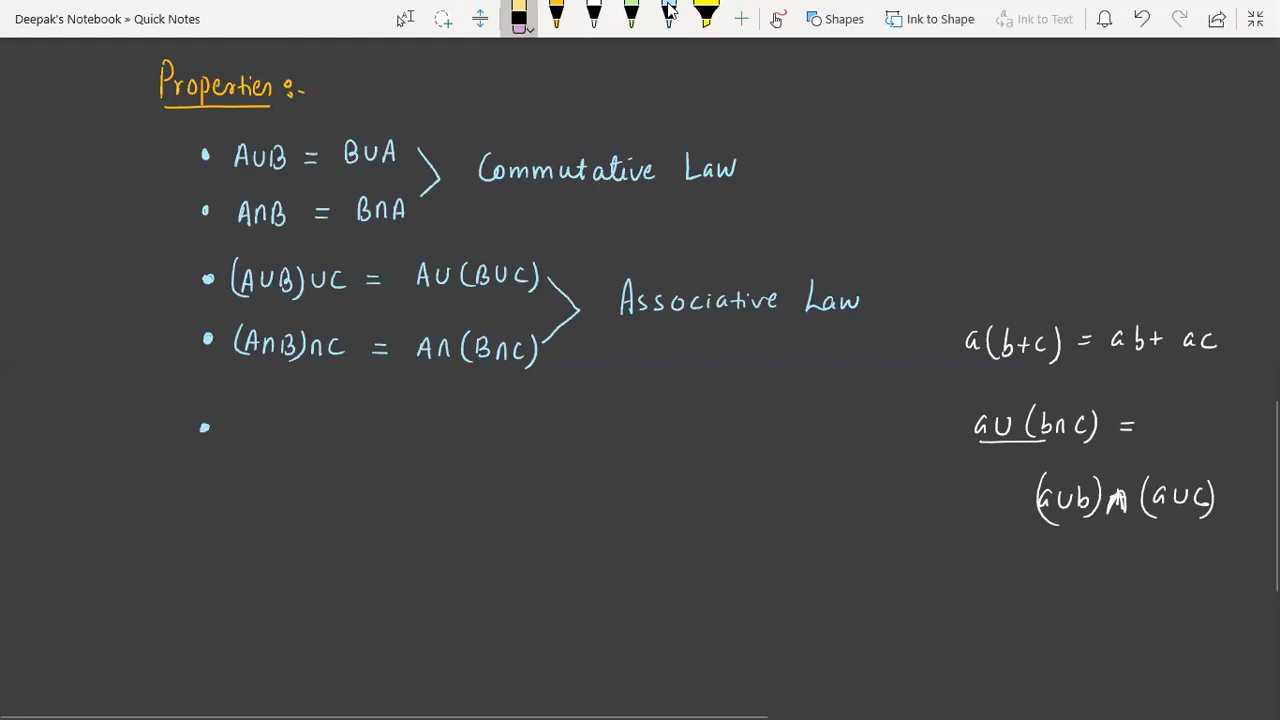 Deepak's Notebook » Quick Notes
Shapes
Ink to Shape
Ink to Text
Properties :-
• A∪B = B∪A
Commutative Law
• A∩B = B∩A
• (A∪B)∪C = A∪(B∪C)
Associative Law
• (A∩B)∩C = A∩(B∩C)
a(b+c) = ab+ ac
•
a∪(b∩c) =
(a∪b)∩(a∪c)